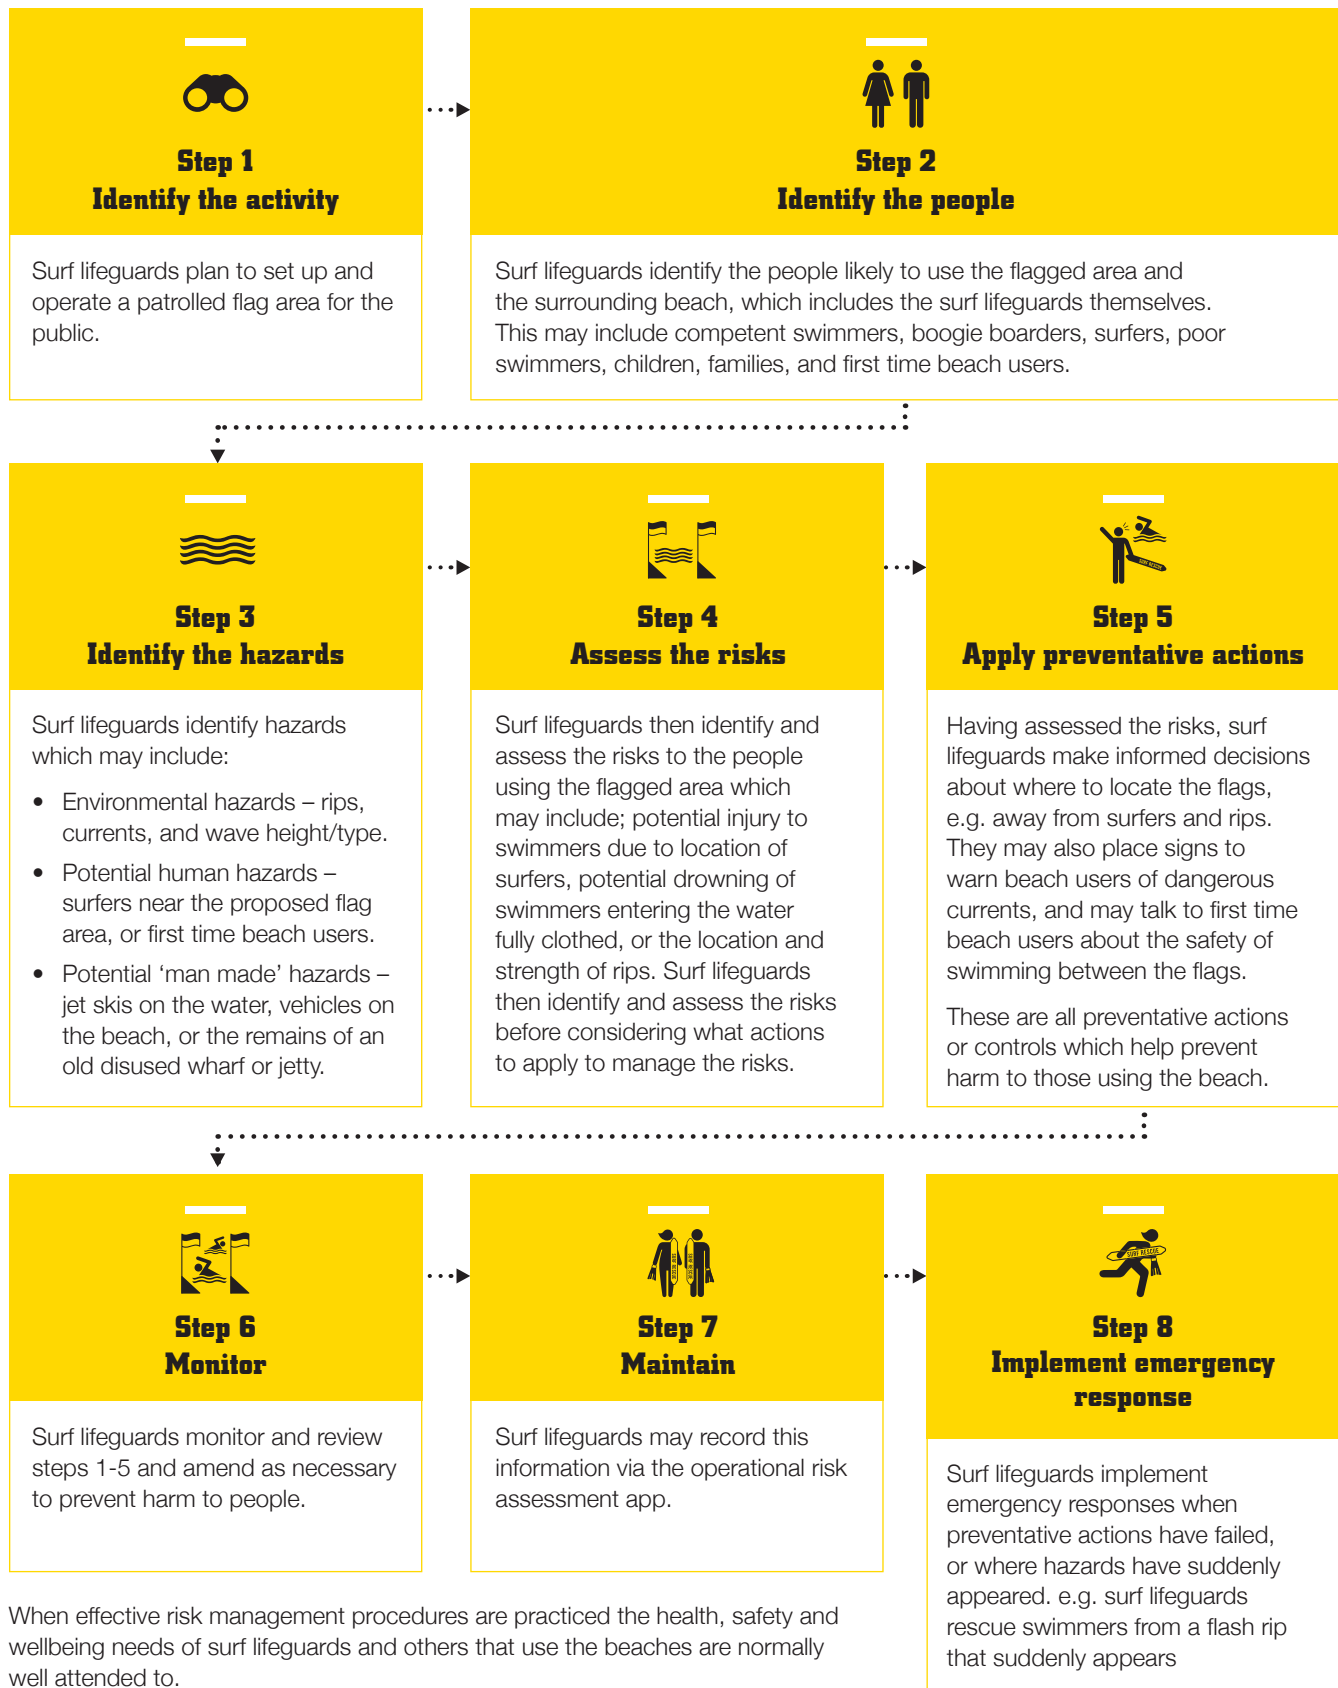 Step 1
Identify the activity
Surf lifeguards plan to set up and
operate a patrolled flag area for the
public.
Step 2
Identify the people
Surf lifeguards identify the people likely to use the flagged area and
the surrounding beach, which includes the surf lifeguards themselves.
This may include competent swimmers, boogie boarders, surfers, poor
swimmers, children, families, and first time beach users.
Step 3
Identify the hazards
Surf lifeguards identify hazards
which may include:
• Environmental hazards – rips,
currents, and wave height/type.
• Potential human hazards –
surfers near the proposed flag
area, or first time beach users.
• Potential ‘man made’ hazards –
jet skis on the water, vehicles on
the beach, or the remains of an
old disused wharf or jetty.
Step 4
Assess the risks
Surf lifeguards then identify and
assess the risks to the people
using the flagged area which
may include; potential injury to
swimmers due to location of
surfers, potential drowning of
swimmers entering the water
fully clothed, or the location and
strength of rips. Surf lifeguards
then identify and assess the risks
before considering what actions
to apply to manage the risks.
SURF RESCUE
Step 5
Apply preventative actions
Having assessed the risks, surf
lifeguards make informed decisions
about where to locate the flags,
e.g. away from surfers and rips.
They may also place signs to
warn beach users of dangerous
currents, and may talk to first time
beach users about the safety of
swimming between the flags.
These are all preventative actions
or controls which help prevent
harm to those using the beach.
Step 6
Monitor
Surf lifeguards monitor and review
steps 1-5 and amend as necessary
to prevent harm to people.
SURF RESCUE
SURF RESCUE
Step 7
Maintain
Surf lifeguards may record this
information via the operational risk
assessment app.
SURF RESCUE
Step 8
Implement emergency
response
Surf lifeguards implement
emergency responses when
preventative actions have failed,
or where hazards have suddenly
appeared. e.g. surf lifeguards
rescue swimmers from a flash rip
that suddenly appears
When effective risk management procedures are practiced the health, safety and
wellbeing needs of surf lifeguards and others that use the beaches are normally
well attended to.